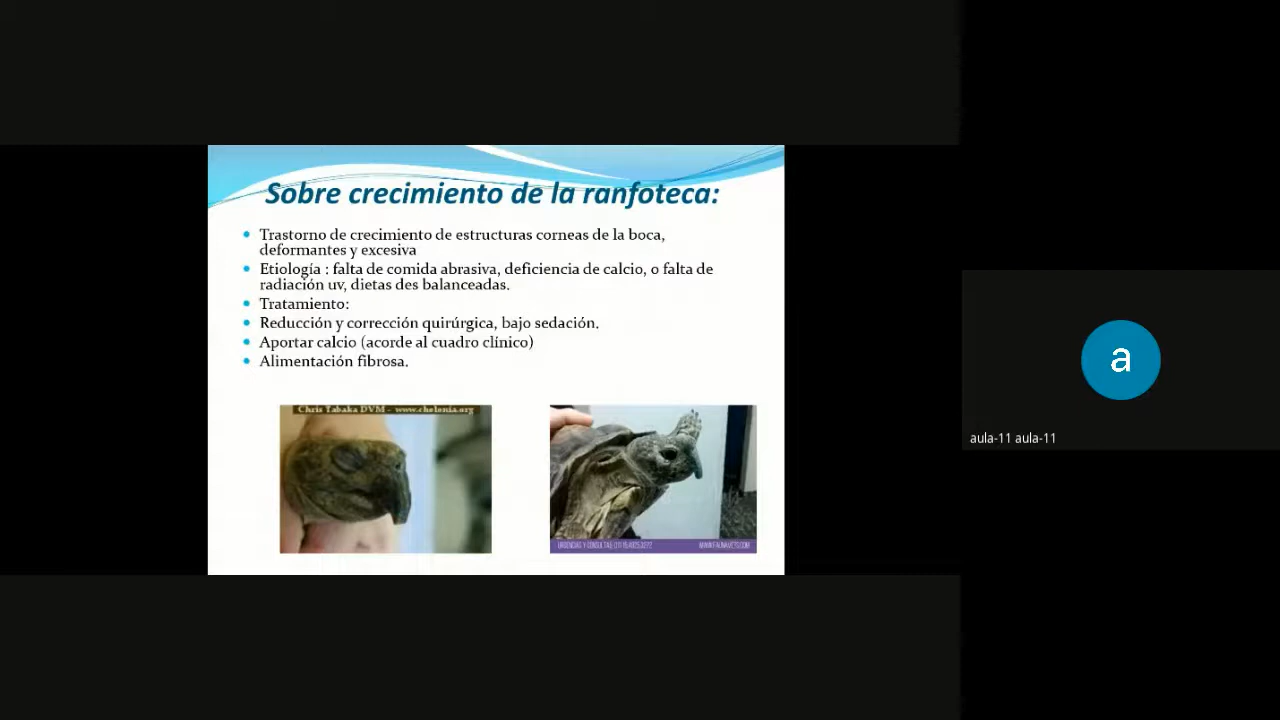 Sobre crecimiento de la ranfoteca:
Trastorno de crecimiento de estructuras corneas de la boca,
deformantes y excesiva
Etiología : falta de comida abrasiva, deficiencia de calcio, o falta de
radiación uv, dietas des balanceadas.
Tratamiento:
Reducción y corrección quirúrgica, bajo sedación.
Aportar calcio (acorde al cuadro clínico)
Alimentación fibrosa.
Chris Tabaka DVM - www.chelonia.org
a
aula-11 aula-11